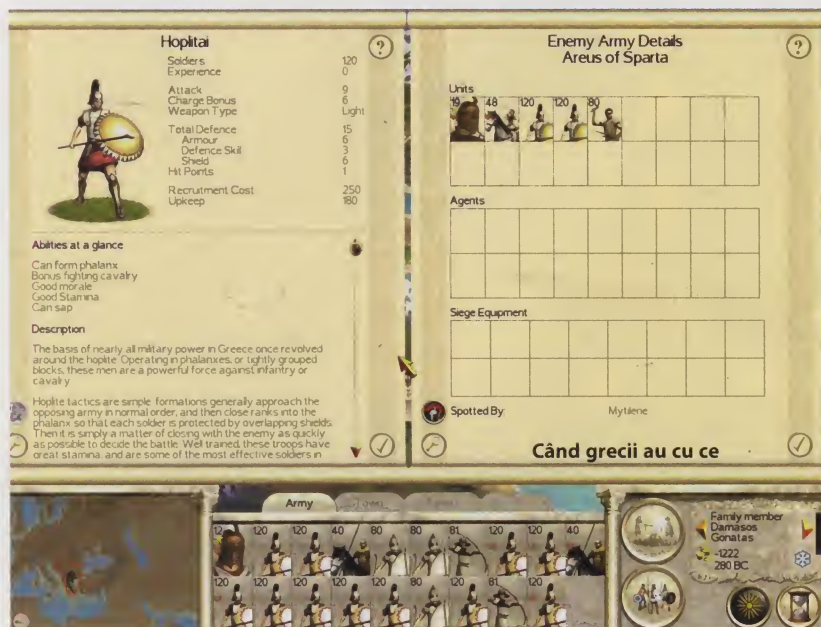 Hoplitai
?
Soldiers 120
Experience 0
Attack 9
Charge Bonus 6
Weapon Type Light
Total Defence 15
Armour 6
Defence Skill 3
Shield 6
Hit Points 1
Recruitment Cost 250
Upkeep 180
Abilities at a glance
Can form phalanx
Bonus fighting cavalry
Good morale
Good Stamina
Can sap
Description
The basis of nearly all military power in Greece once revolved
around the hoplite. Operating in phalanxes, or tightly grouped
blocks, these men are a powerful force against infantry or
cavalry
Hoplite tactics are simple: formations generally approach the
opposing army in normal order, and then close ranks into the
phalanx so that each soldier is protected by overlapping shields.
Then it is simply a matter of closing with the enemy as quickly
as possible to decide the battle. Well trained, these troops have
great stamina, and are some of the most effective soldiers in
Enemy Army Details
Areus of Sparta
?
Units
19 48 120 120 80
Agents
Siege Equipment
Spotted By: Mytilene
Când grecii au cu ce
Army
120 120 40 80 80 81 120 120 40
120 120 120 120 80 120 81 120
Family member
Damasos
Gonatas
-1222
280 BC